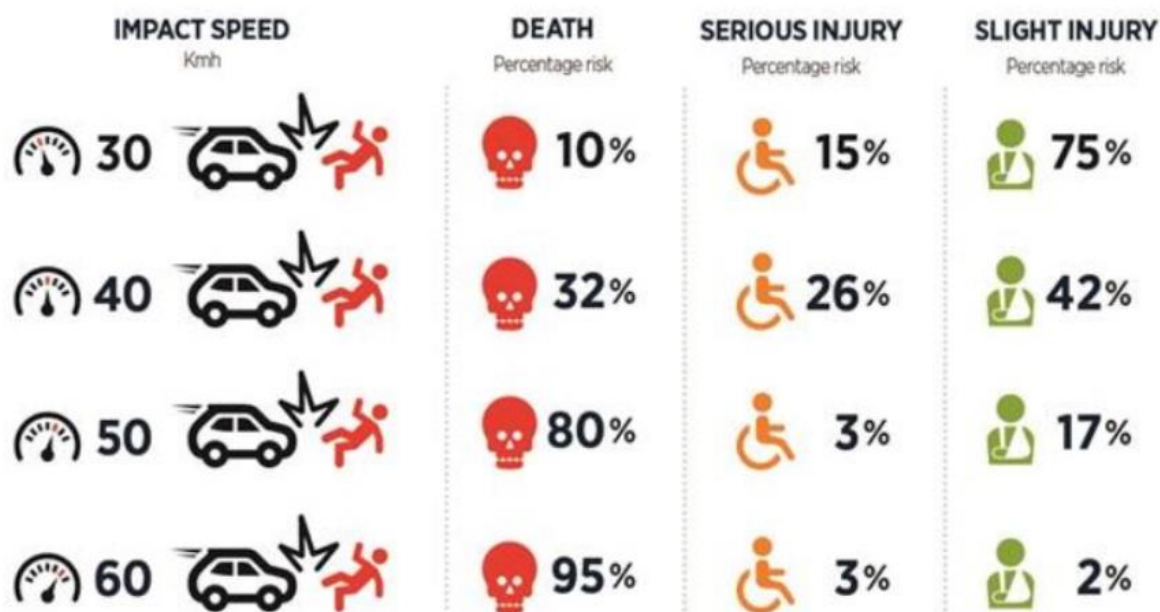 IMPACT SPEED DEATH SERIOUS INJURY SLIGHT INJURY
Kmh Percentage risk Percentage risk Percentage risk
30 10% 15% 75%
40 32% 26% 42%
50 80% 3% 17%
60 95% 3% 2%